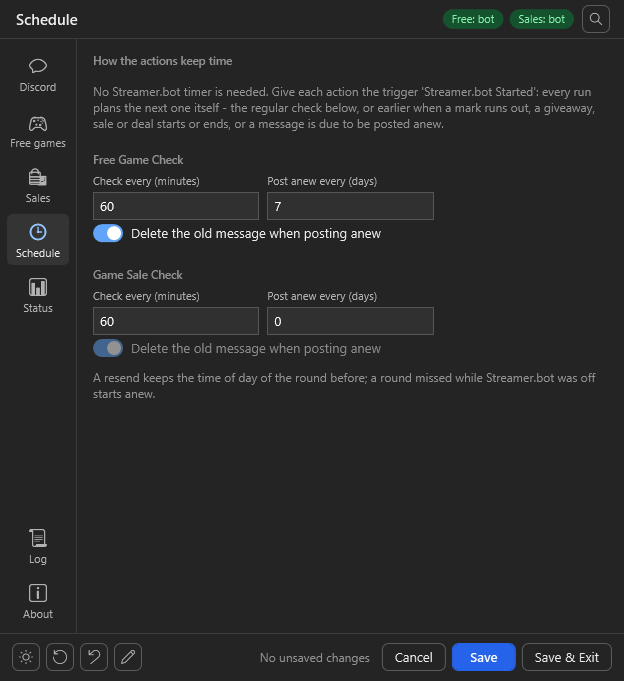 Schedule
Free: bot
Sales: bot
Discord
Free games
Sales
Schedule
Status
Log
About
How the actions keep time
No Streamer.bot timer is needed. Give each action the trigger 'Streamer.bot Started': every run
plans the next one itself - the regular check below, or earlier when a mark runs out, a giveaway,
sale or deal starts or ends, or a message is due to be posted anew.
Free Game Check
Check every (minutes)
Post anew every (days)
60
7
Delete the old message when posting anew
Game Sale Check
Check every (minutes)
Post anew every (days)
60
0
Delete the old message when posting anew
A resend keeps the time of day of the round before; a round missed while Streamer.bot was off
starts anew.
No unsaved changes
Cancel
Save
Save & Exit